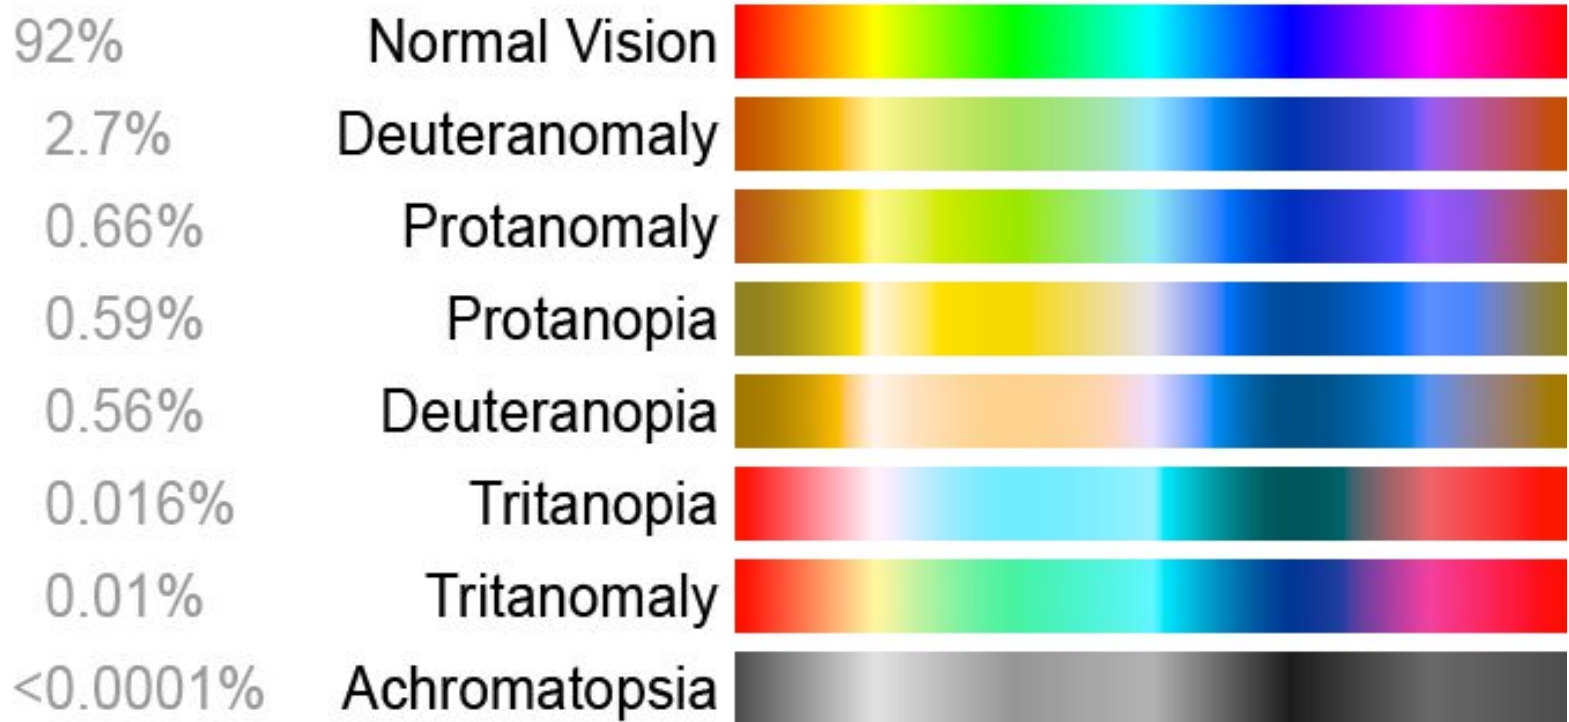 92% Normal Vision
2.7% Deuteranomaly
0.66% Protanomaly
0.59% Protanopia
0.56% Deuteranopia
0.016% Tritanopia
0.01% Tritanomaly
<0.0001% Achromatopsia